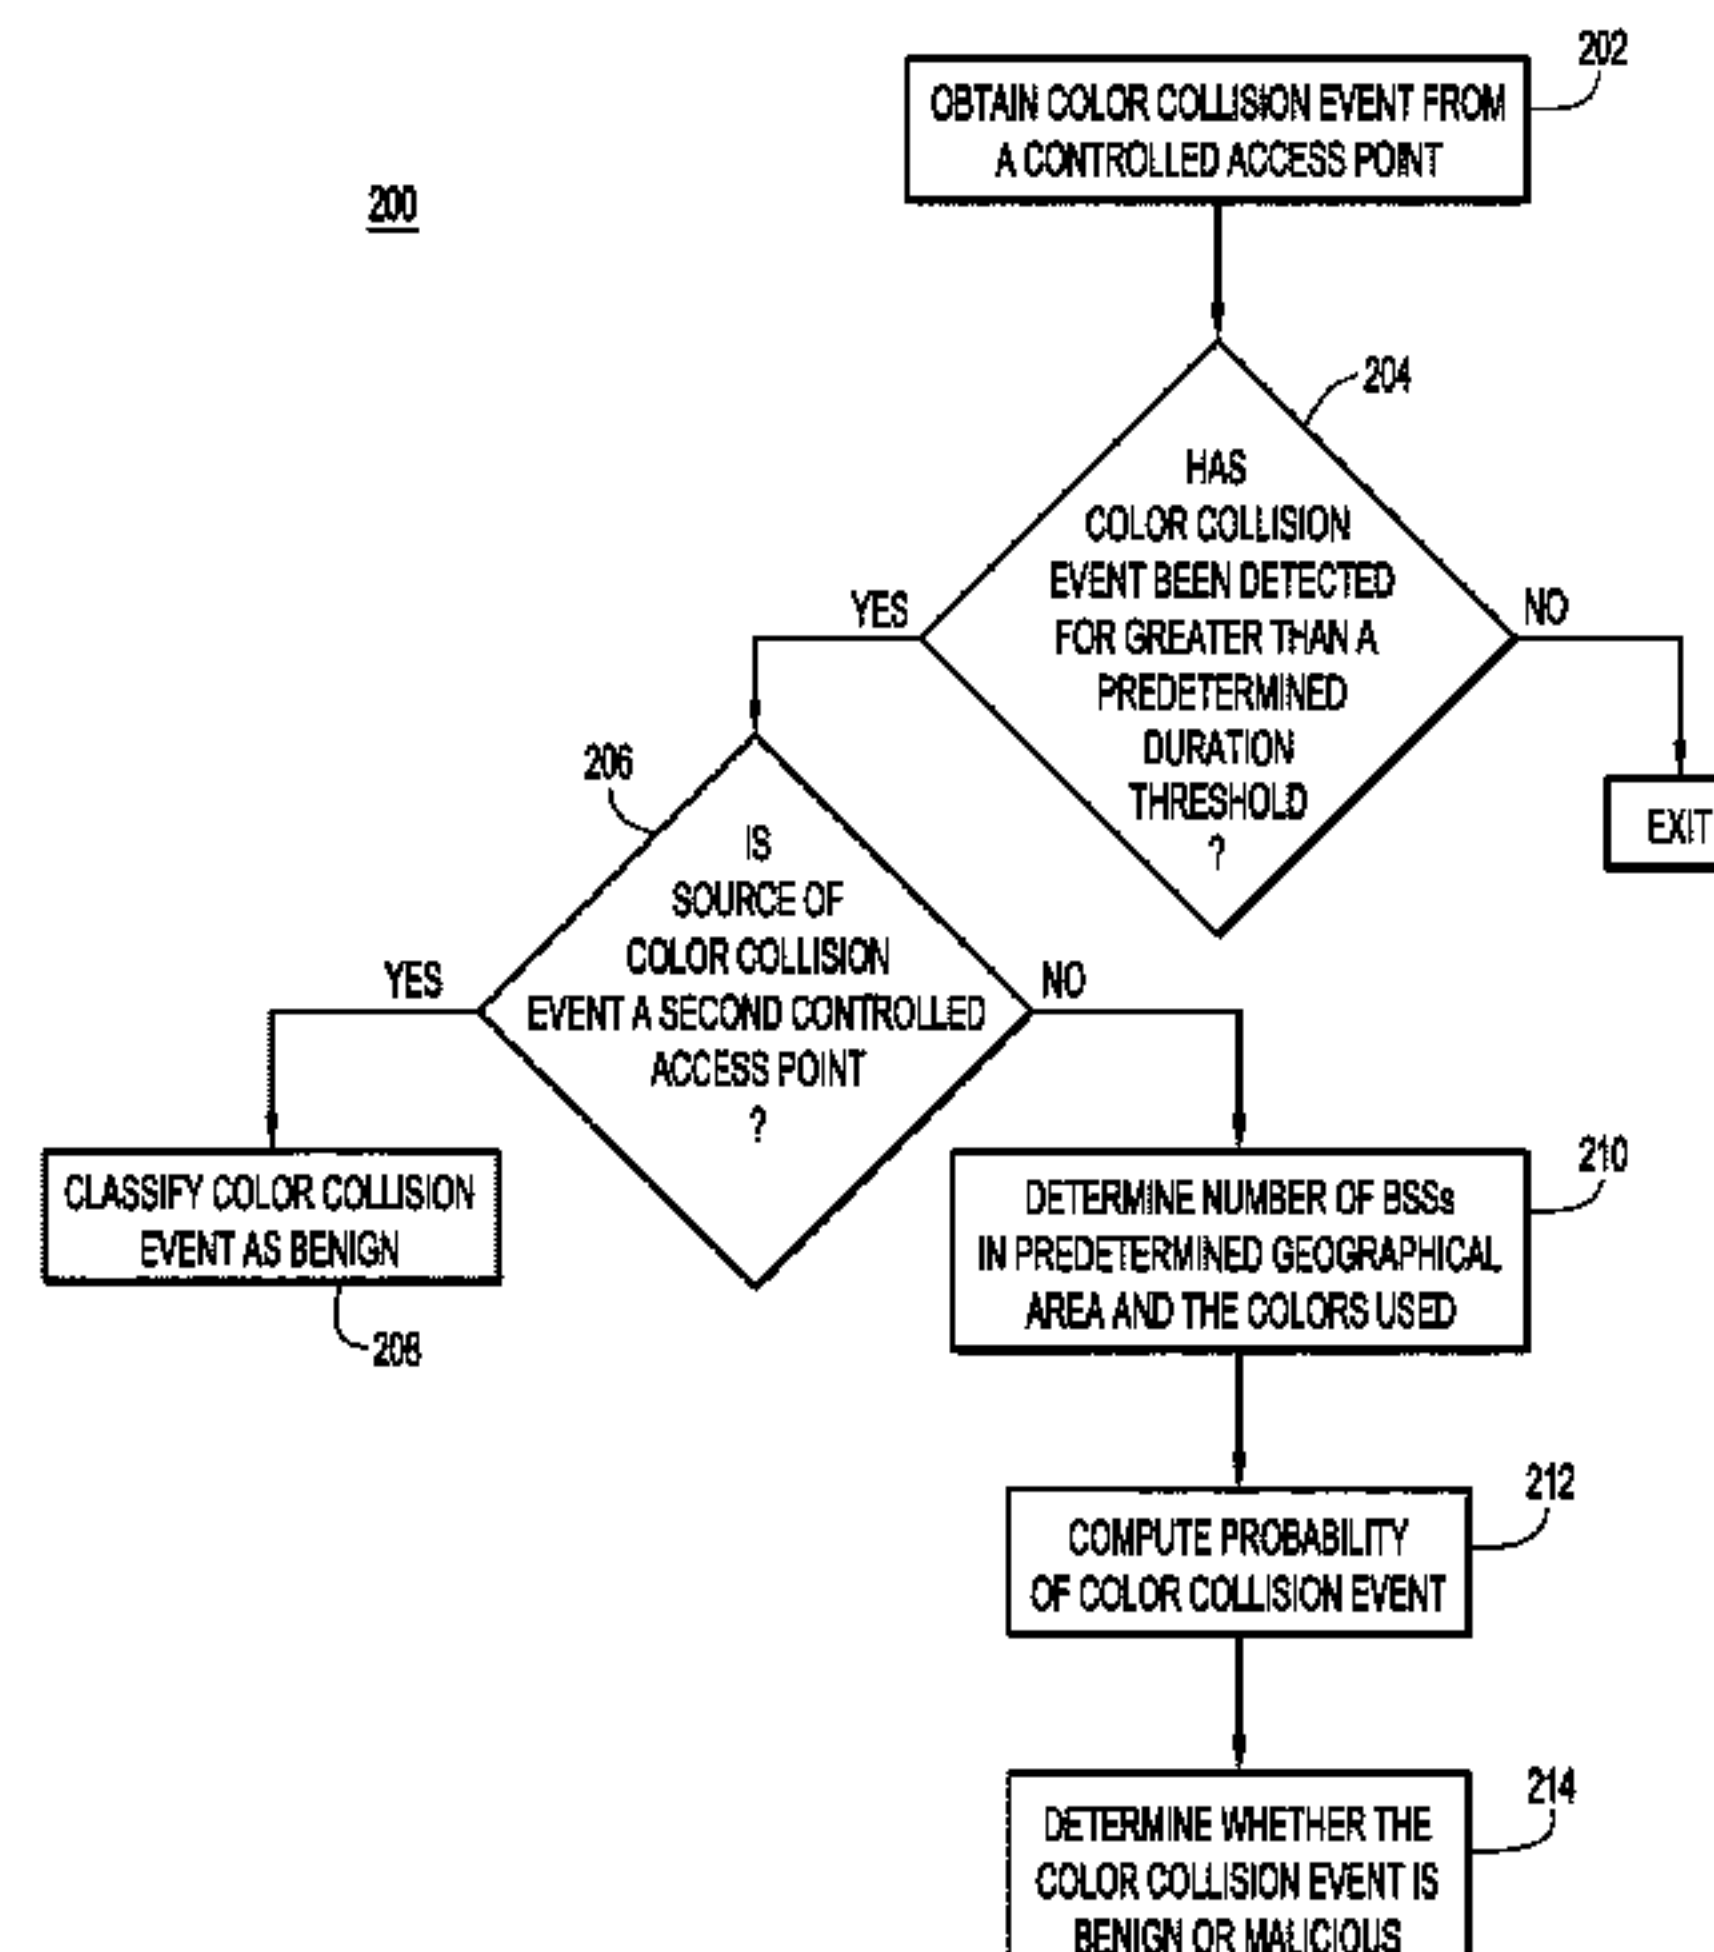 202
OBTAIN COLOR COLLISION EVENT FROM
A CONTROLLED ACCESS POINT
200
204
HAS
COLOR COLLISION
EVENT BEEN DETECTED
FOR GREATER THAN A
PREDETERMINED
DURATION
THRESHOLD
?
YES
NO
EXIT
206
IS
SOURCE OF
COLOR COLLISION
EVENT A SECOND CONTROLLED
ACCESS POINT
?
YES
NO
CLASSIFY COLOR COLLISION
EVENT AS BENIGN
208
210
DETERMINE NUMBER OF BSSs
IN PREDETERMINED GEOGRAPHICAL
AREA AND THE COLORS USED
212
COMPUTE PROBABILITY
OF COLOR COLLISION EVENT
214
DETERMINE WHETHER THE
COLOR COLLISION EVENT IS
BENIGN OR MALICIOUS